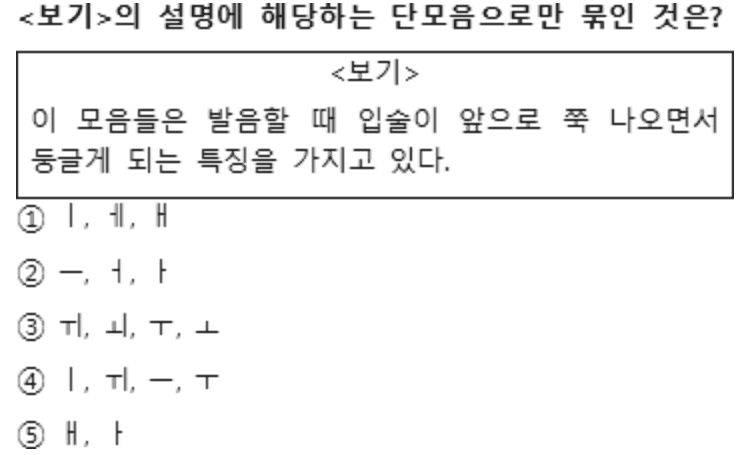 <보기>의 설명에 해당하는 단모음으로만 묶인 것은?
<보기>
이 모음들은 발음할 때 입술이 앞으로 쭉 나오면서
둥글게 되는 특징을 가지고 있다.
① ㅣ, ㅔ, ㅐ
② ㅡ, ㅓ, ㅏ
③ ㅟ, ㅚ, ㅜ, ㅗ
④ ㅣ, ㅟ, ㅡ, ㅜ
⑤ ㅐ, ㅏ